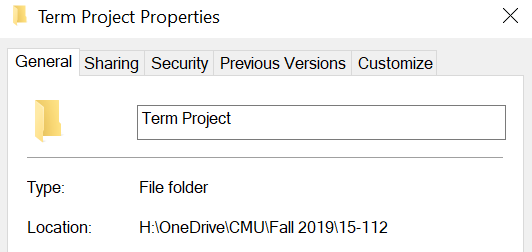 Term Project Properties
General Sharing Security Previous Versions Customize
Term Project
Type: File folder
Location: H:\OneDrive\CMU\Fall 2019\15-112